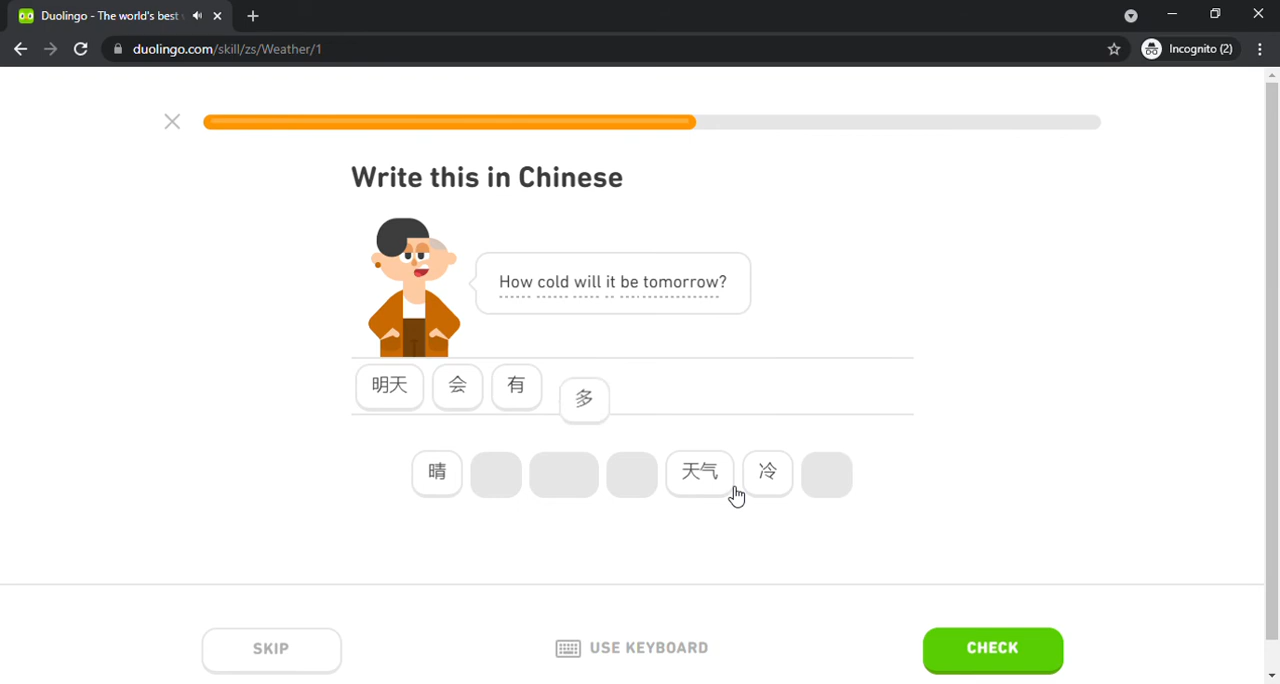 Duolingo - The world's best
duolingo.com/skill/zs/Weather/1
Incognito (2)
Write this in Chinese
How cold will it be tomorrow?
明天 会 有 多
晴 天气 冷
SKIP
USE KEYBOARD
CHECK